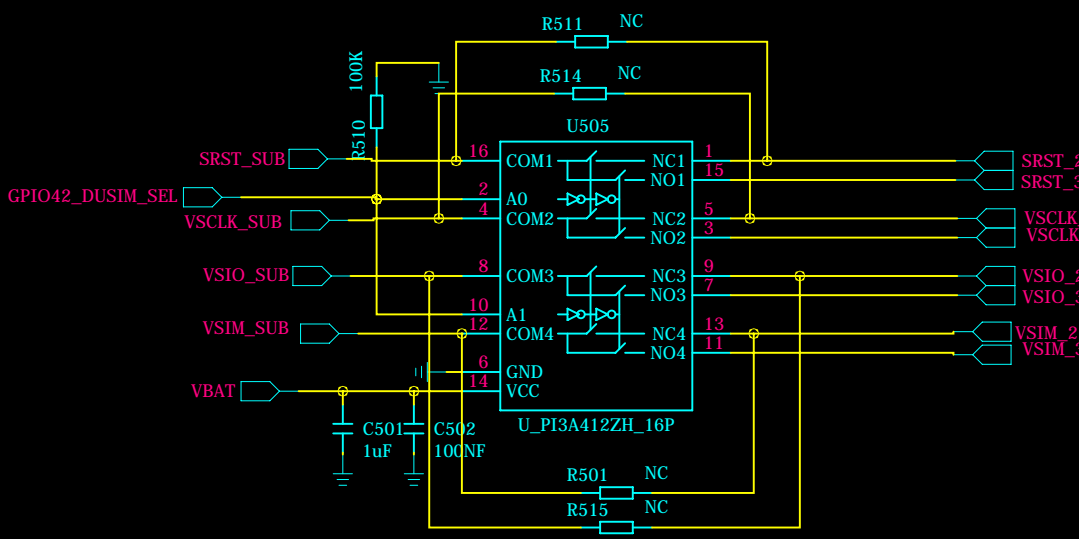 R511 NC
100K
R514 NC
R510
U505
SRST_SUB 16 COM1 NC1 1 SRST_2
15 NO1 SRST_3
GPIO42_DUSIM_SEL 2 A0
VSCLK_SUB 4 COM2 NC2 5 VSCLK
NO2 3 VSCLK
VSIO_SUB 8 COM3 NC3 9 VSIO_2
NO3 7 VSIO_3
10 A1
VSIM_SUB 12 COM4 NC4 13 VSIM_2
NO4 11 VSIM_3
6 GND
VBAT 14 VCC
C501 C502 U_PI3A412ZH_16P
1uF 100NF
R501 NC
R515 NC